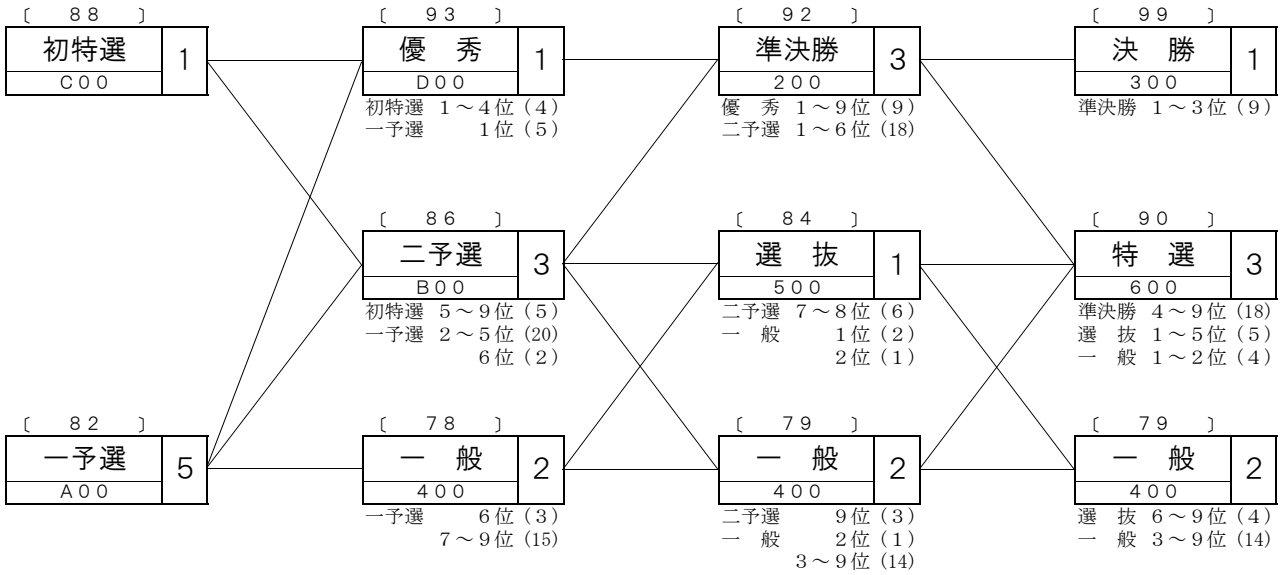 〔　８８　〕
初特選 1
Ｃ００
〔　９３　〕
優　秀 1
Ｄ００
初特選 １～４位（４）
一予選 １位（５）
〔　９２　〕
準決勝 3
２００
優　秀 １～９位（９）
二予選 １～６位（18）
〔　９９　〕
決　勝 1
３００
準決勝 １～３位（９）
〔　８６　〕
二予選 3
Ｂ００
初特選 ５～９位（５）
一予選 ２～５位（20）
６位（２）
〔　８４　〕
選　抜 1
５００
二予選 ７～８位（６）
一　般 １位（２）
２位（１）
〔　９０　〕
特　選 3
６００
準決勝 ４～９位（18）
選　抜 １～５位（５）
一　般 １～２位（４）
〔　８２　〕
一予選 5
Ａ００
〔　７８　〕
一　般 2
４００
一予選 ６位（３）
７～９位（15）
〔　７９　〕
一　般 2
４００
二予選 ９位（３）
一　般 ２位（１）
３～９位（14）
〔　７９　〕
一　般 2
４００
選　抜 ６～９位（４）
一　般 ３～９位（14）